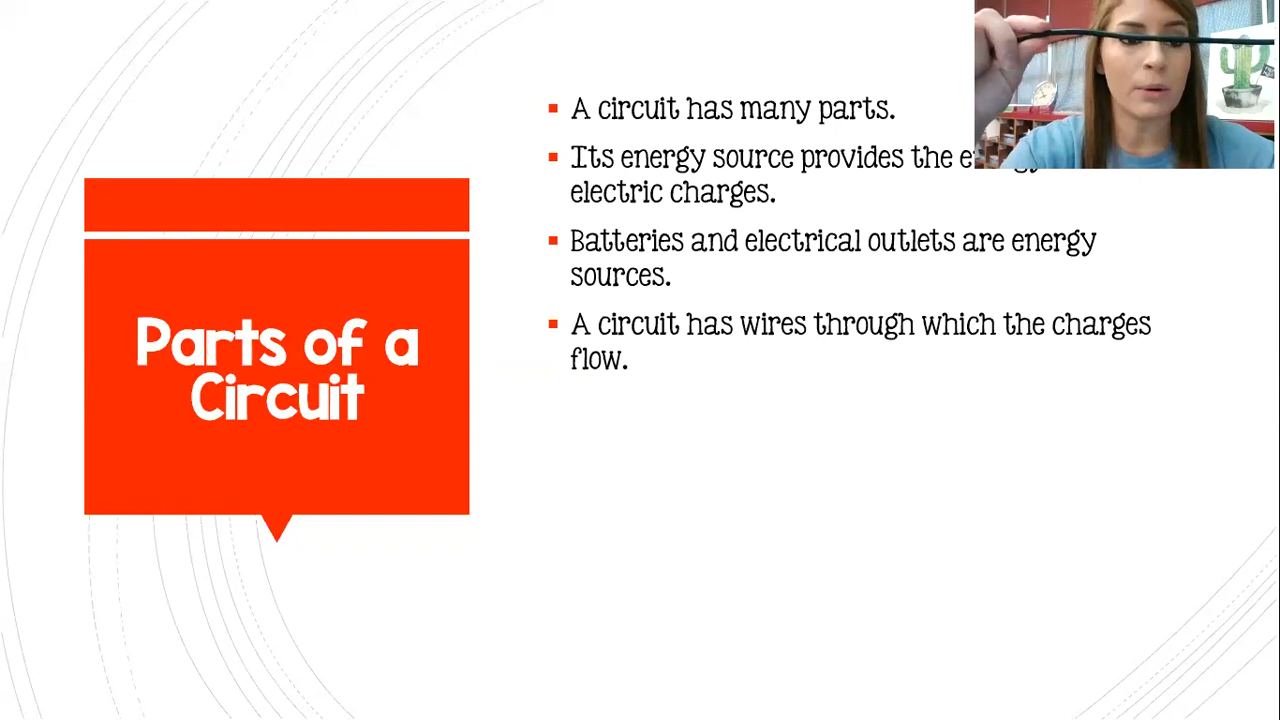 Parts of a
Circuit
A circuit has many parts.
Its energy source provides the
electric charges.
Batteries and electrical outlets are energy
sources.
A circuit has wires through which the charges
flow.